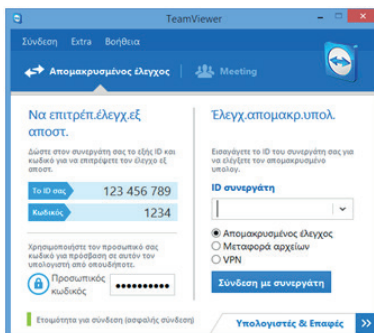 TeamViewer
Σύνδεση Extra Βοήθεια
Απομακρυσμένος έλεγχος Meeting
Να επιτρέπ.έλεγχ.εξ
αποστ.
Δώστε στον συνεργάτη σας το εξής ID και
κωδικό για να επιτρέψετε τον έλεγχο εξ
αποστ.
Το ID σας 123 456 789
Κωδικός 1234
Χρησιμοποιήστε τον προσωπικό σας
κωδικό για πρόσβαση σε αυτόν τον
υπολογιστή από οπουδήποτε.
Προσωπικός
κωδικός
Ετοιμότητα για σύνδεση (ασφαλής σύνδεση)
Έλεγχ.απομακρ.υπολ.
Εισαγάγετε το ID του συνεργάτη σας για
να ελέγξετε τον απομακρυσμένο
υπολογ.
ID συνεργάτη
Απομακρυσμένος έλεγχος
Μεταφορά αρχείων
VPN
Σύνδεση με συνεργάτη
Υπολογιστές & Επαφές